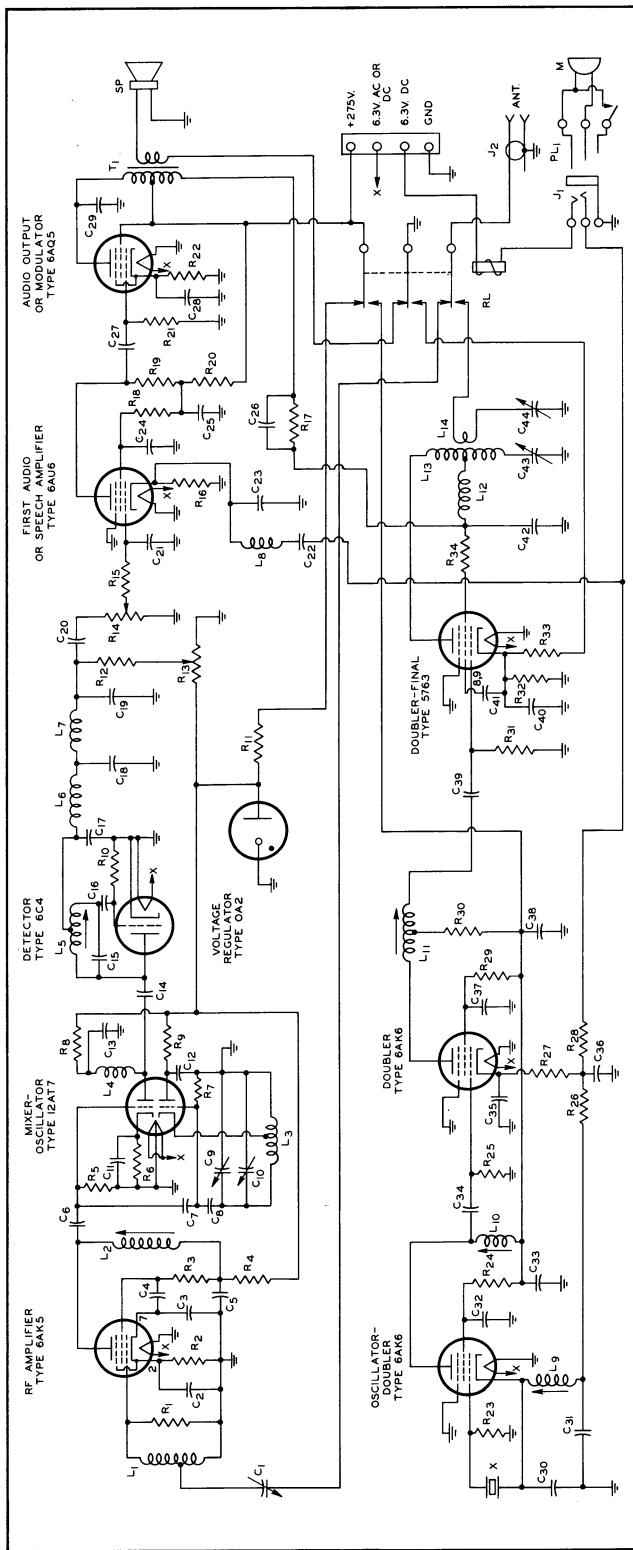 RF AMPLIFIER
TYPE 6AK5
MIXER-
OSCILLATOR
TYPE 12AT7
DETECTOR
TYPE 6C4
FIRST AUDIO
OR SPEECH AMPLIFIER
TYPE 6AU6
AUDIO OUTPUT
OR MODULATOR
TYPE 6AQ5
C6
R5
C11
R6
X
L2
C4
R3
C3
C5
R4
7
2
X
R2
C2
R1
L1
C1
R8
C13
L4
R9
C12
R7
C9
C10
L3
C7
C8
C14
L5
C15
C16
R10
C17
X
L6
C18
L7
C19
R12
R13
C20
R14
R15
C21
X
R16
L8
C23
C22
R18
C24
R19
C25
R20
C27
R21
C28
R22
X
C29
T1
SP
C26
R17
R11
VOLTAGE
REGULATOR
TYPE 0A2
+275V.
6.3V. AC OR
DC
6.3V. DC
GND
X
RL
J2
ANT.
M
PL1
J1
OSCILLATOR-
DOUBLER
TYPE 6AK6
X
R23
C30
C31
L9
X
C32
R24
C33
L10
C34
R25
DOUBLER
TYPE 6AK6
X
C35
C37
R29
R27
R26
R28
C36
L11
R30
C38
C39
R31
DOUBLER-FINAL
TYPE 5763
8,9
C41
X
R32
C40
R33
R34
L12
C42
L13
L14
C43
C44